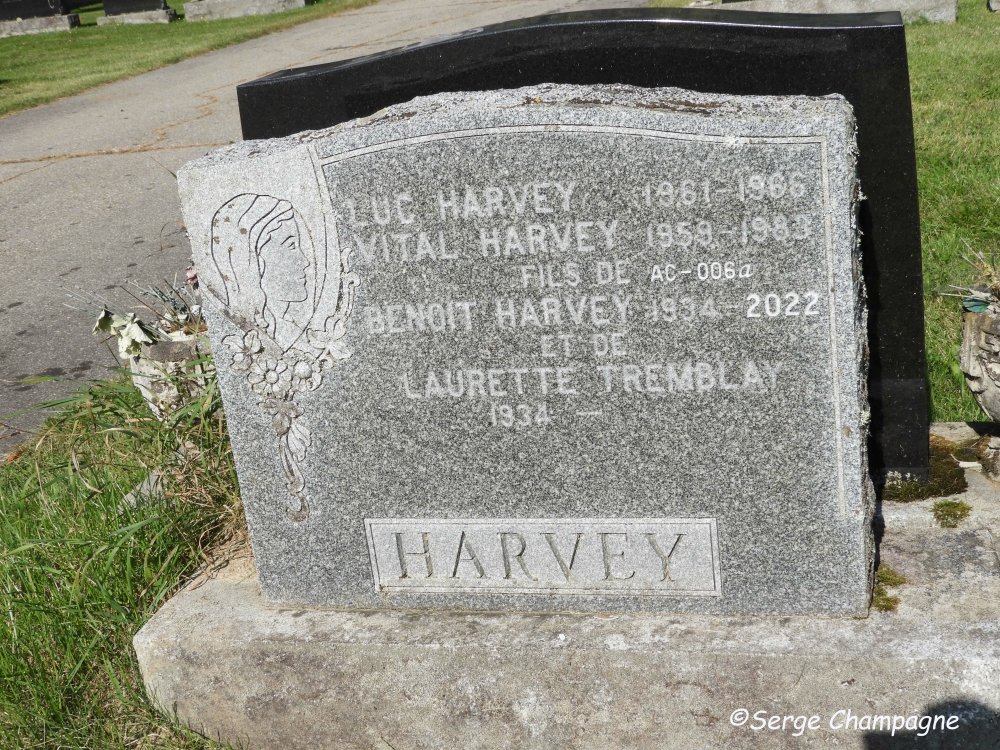 LUC HARVEY 1961-1966
VITAL HARVEY 1959-1983
FILS DE AC-006a
BENOIT HARVEY 1934-2022
ET DE
LAURETTE TREMBLAY
1934 —
HARVEY
©Serge Champagne